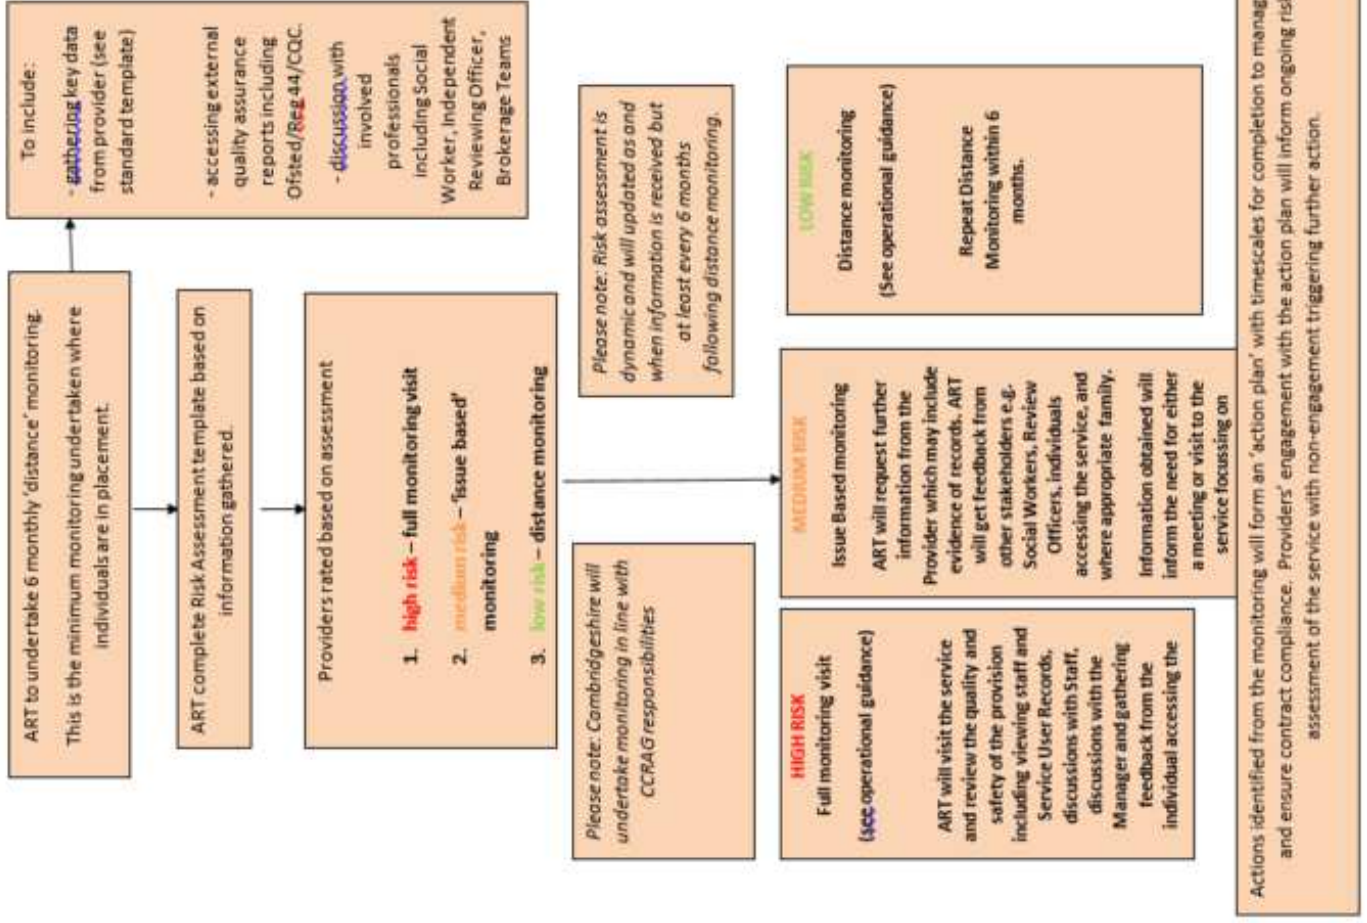 ART to undertake 6 monthly 'distance' monitoring.
This is the minimum monitoring undertaken where
individuals are in placement.
To include:
- gathering key data
from provider (see
standard template)
- accessing external
quality assurance
reports including
Ofsted/Reg 44/CQC.
- discussion with
involved
professionals
including Social
Worker, Independent
Reviewing Officer,
Brokerage Teams
ART complete Risk Assessment template based on
information gathered.
Providers rated based on assessment
1. high risk – full monitoring visit
2. medium risk – 'issue based'
monitoring
3. low risk – distance monitoring
Please note: Cambridgeshire will
undertake monitoring in line with
CCRAG responsibilities
Please note: Risk assessment is
dynamic and will updated as and
when information is received but
at least every 6 months
following distance monitoring.
HIGH RISK
Full monitoring visit
(see operational guidance)
ART will visit the service
and review the quality and
safety of the provision
including viewing staff and
Service User Records,
discussions with Staff,
discussions with the
Manager and gathering
feedback from the
individual accessing the
MEDIUM RISK
Issue Based monitoring
ART will request further
information from the
Provider which may include
evidence of records. ART
will get feedback from
other stakeholders e.g.
Social Workers, Review
Officers, individuals
accessing the service, and
where appropriate family.
Information obtained will
inform the need for either
a meeting or visit to the
service focussing on
LOW RISK
Distance monitoring
(See operational guidance)
Repeat Distance
Monitoring within 6
months.
Actions identified from the monitoring will form an 'action plan' with timescales for completion to manag
and ensure contract compliance. Providers' engagement with the action plan will inform ongoing risk
assessment of the service with non-engagement triggering further action.